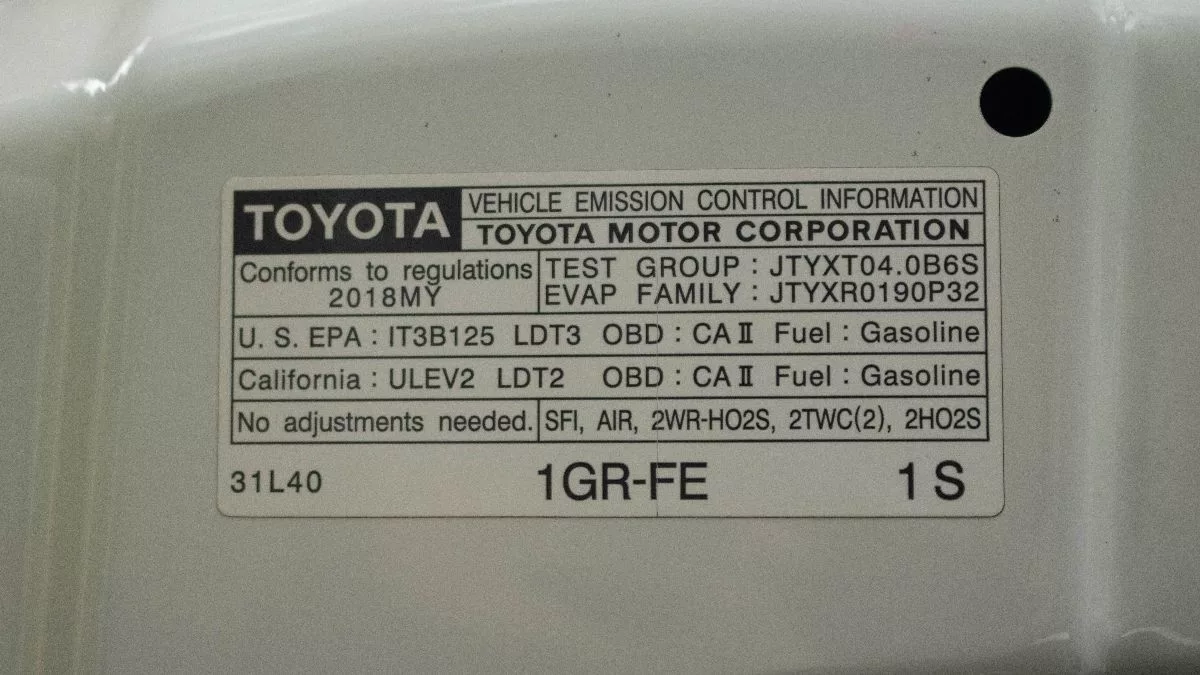 TOYOTA
VEHICLE EMISSION CONTROL INFORMATION
TOYOTA MOTOR CORPORATION
Conforms to regulations
2018MY
TEST GROUP : JTYXT04.0B6S
EVAP FAMILY : JTYXR0190P32
U. S. EPA : IT3B125 LDT3 OBD : CA II Fuel : Gasoline
California : ULEV2 LDT2 OBD : CA II Fuel : Gasoline
No adjustments needed.
SFI, AIR, 2WR-HO2S, 2TWC(2), 2HO2S
31L40 1GR-FE 1 S